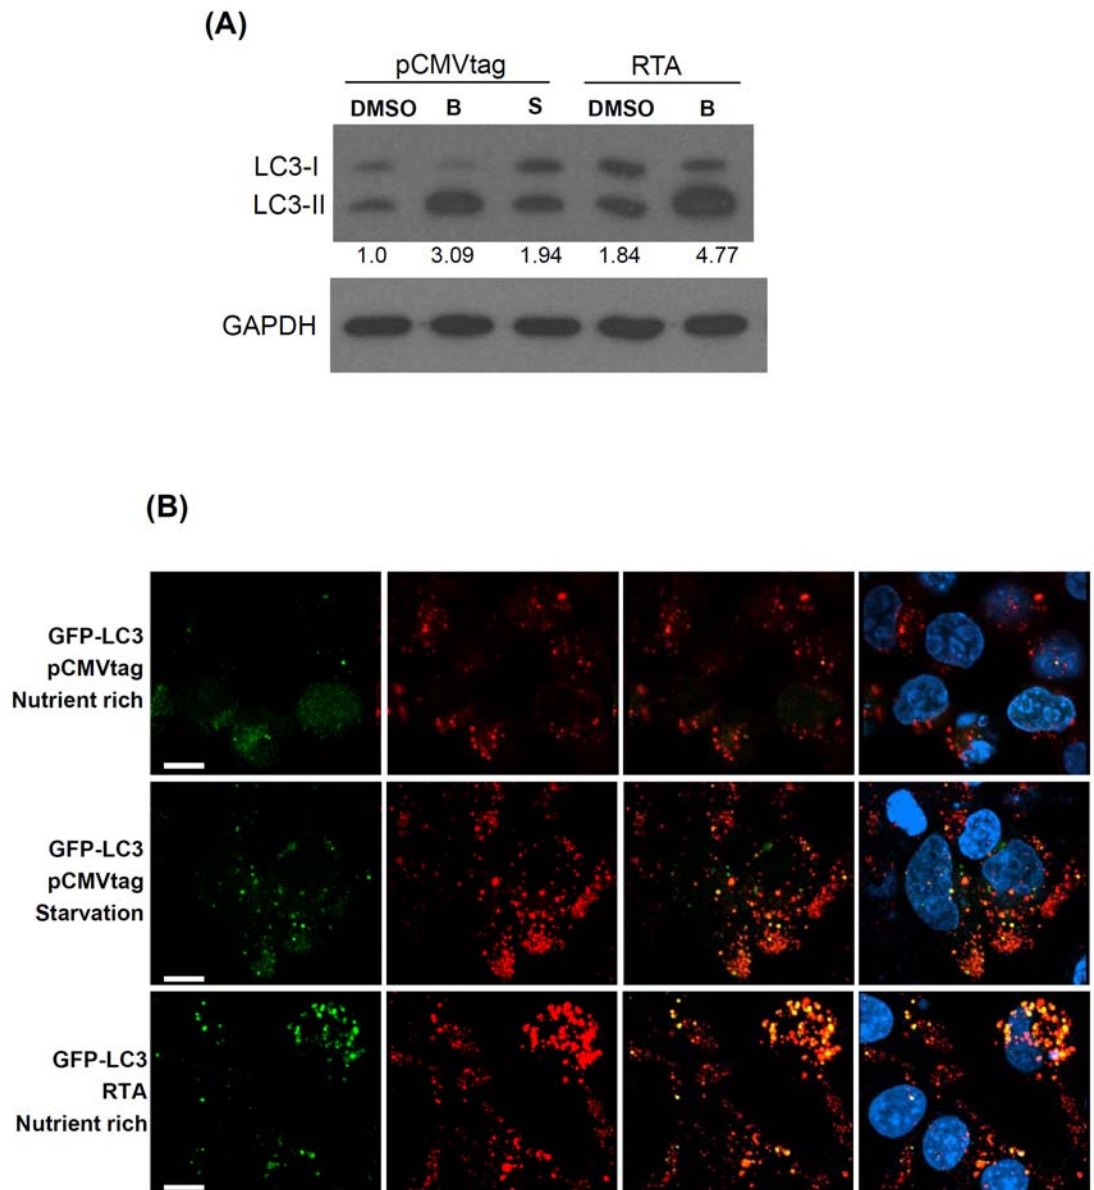 (A)
pCMVtag RTA
DMSO B S DMSO B
LC3-I
LC3-II
1.0 3.09 1.94 1.84 4.77
GAPDH
(B)
GFP-LC3
pCMVtag
Nutrient rich
GFP-LC3
pCMVtag
Starvation
GFP-LC3
RTA
Nutrient rich